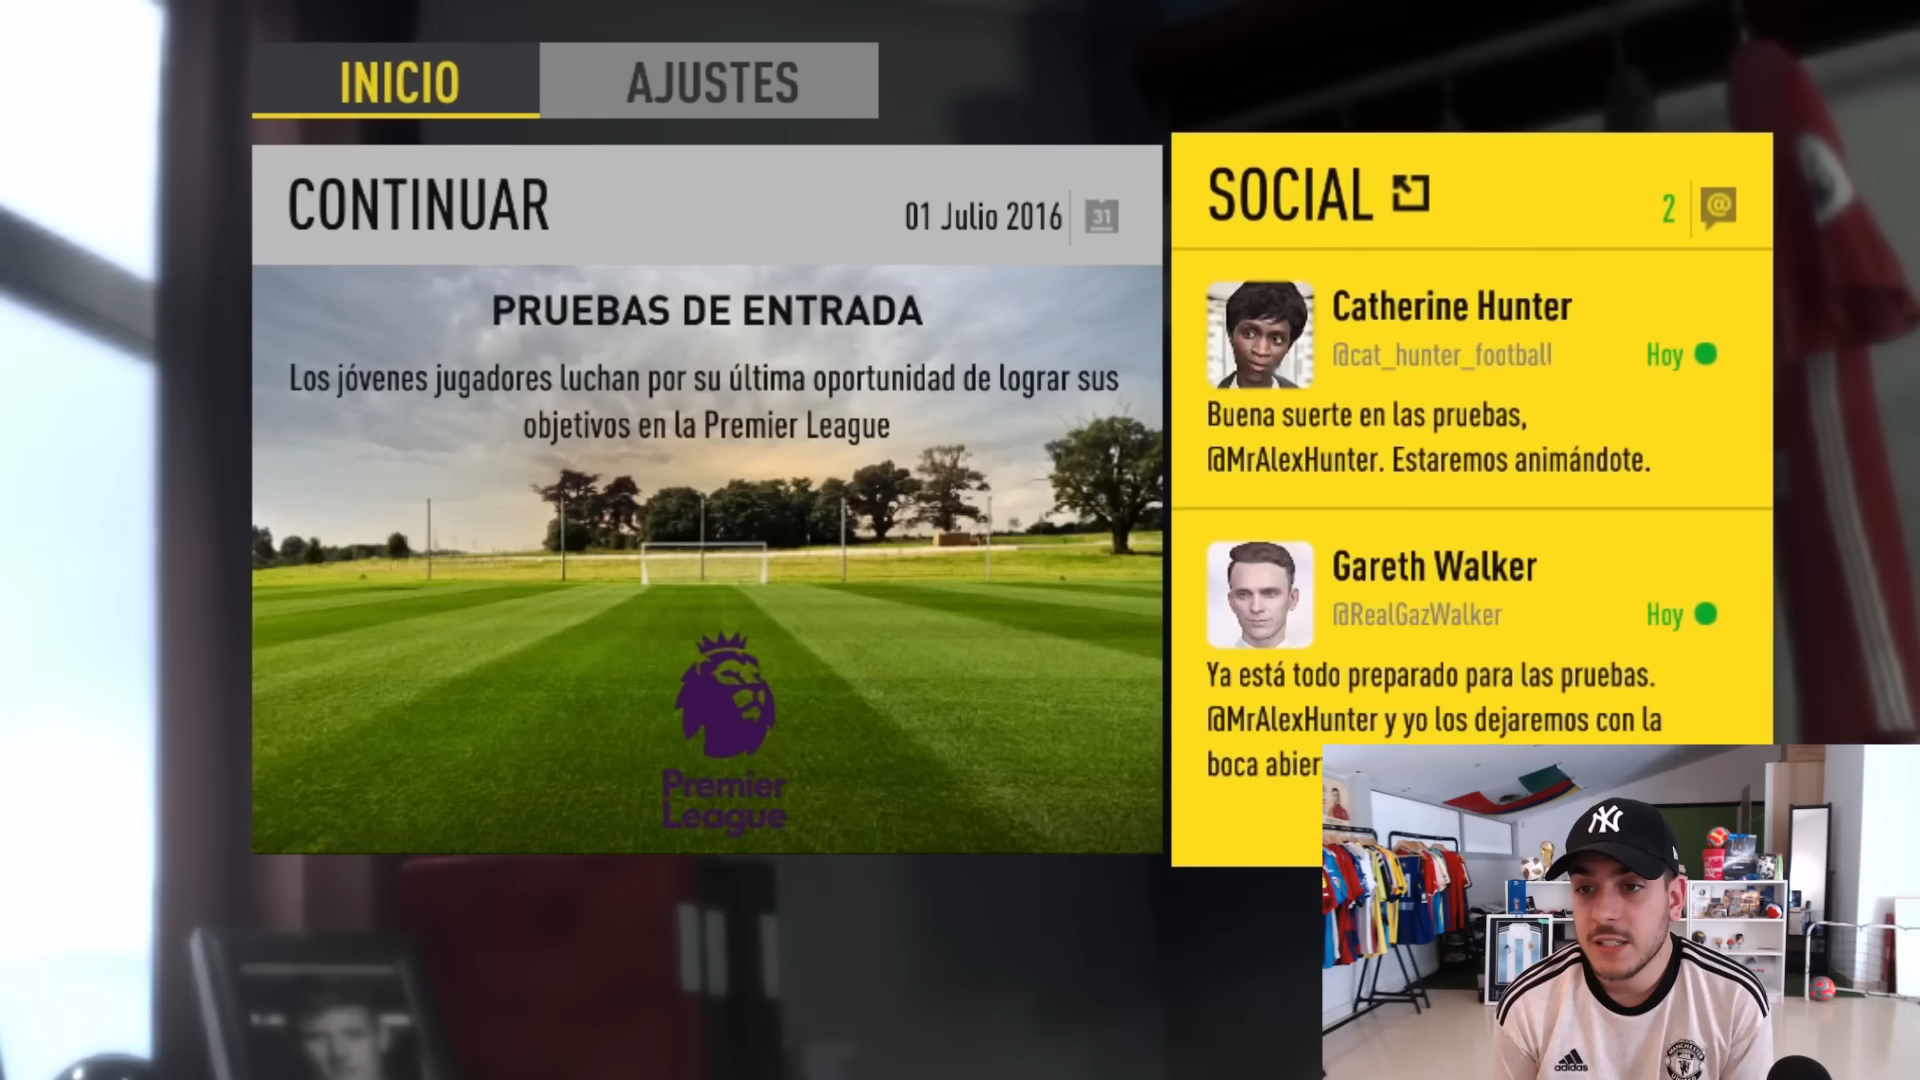 INICIO
AJUSTES
CONTINUAR
01 Julio 2016
31
PRUEBAS DE ENTRADA
Los jóvenes jugadores luchan por su última oportunidad de lograr sus
objetivos en la Premier League
Premier
League
SOCIAL
2
@
Catherine Hunter
@cat_hunter_football
Hoy
Buena suerte en las pruebas,
@MrAlexHunter. Estaremos animándote.
Gareth Walker
@RealGazWalker
Hoy
Ya está todo preparado para las pruebas.
@MrAlexHunter y yo los dejaremos con la
boca
NY
adidas
MANCHESTER